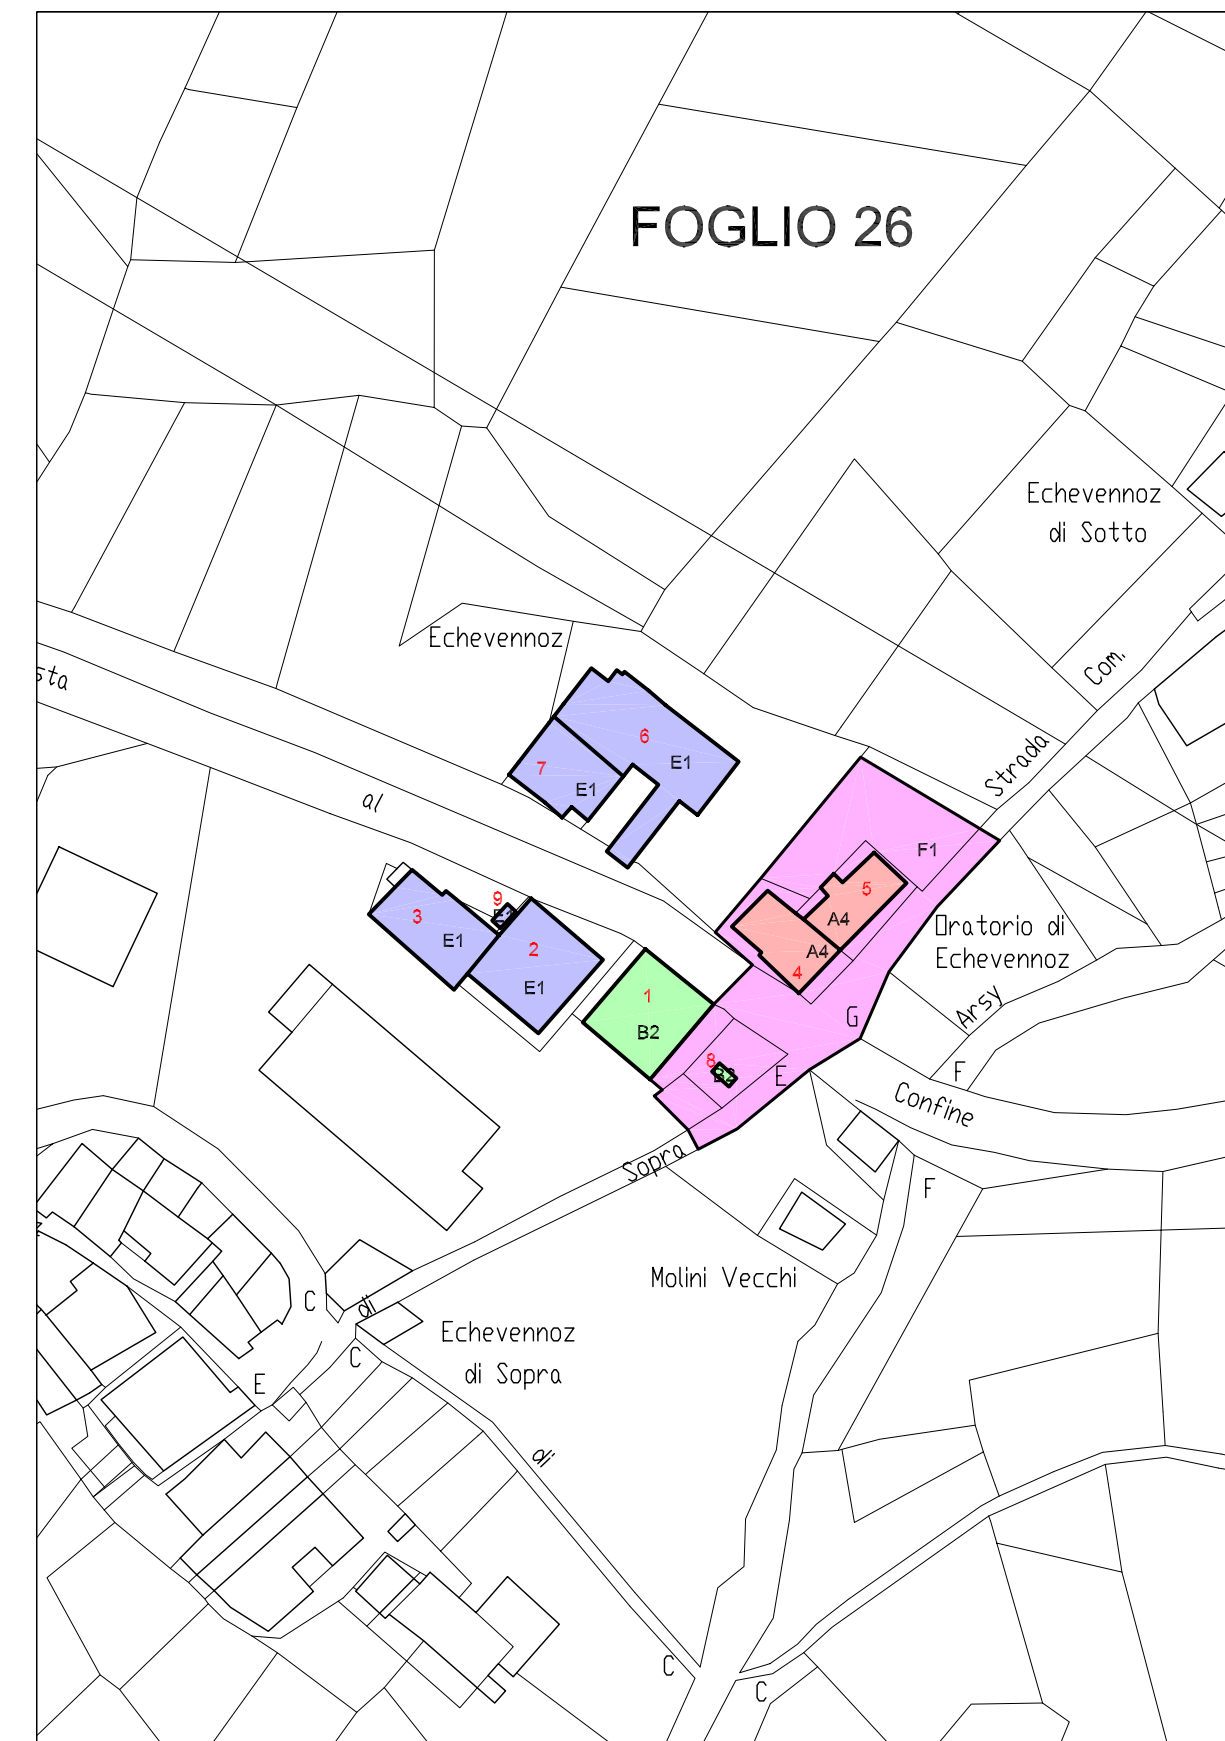 FOGLIO 26
Echevennoz
di Sotto
Echevennoz
sta
Com.
Strada
al
6
E1
7
E1
F1
5
A4
A4
4
9
3
E1
2
E1
1
B2
8
Oratorio di
Echevennoz
G
Arsy
E
F
Confine
Sopra
F
Molini Vecchi
C
di
Echevennoz
di Sopra
C
E
di
C
C